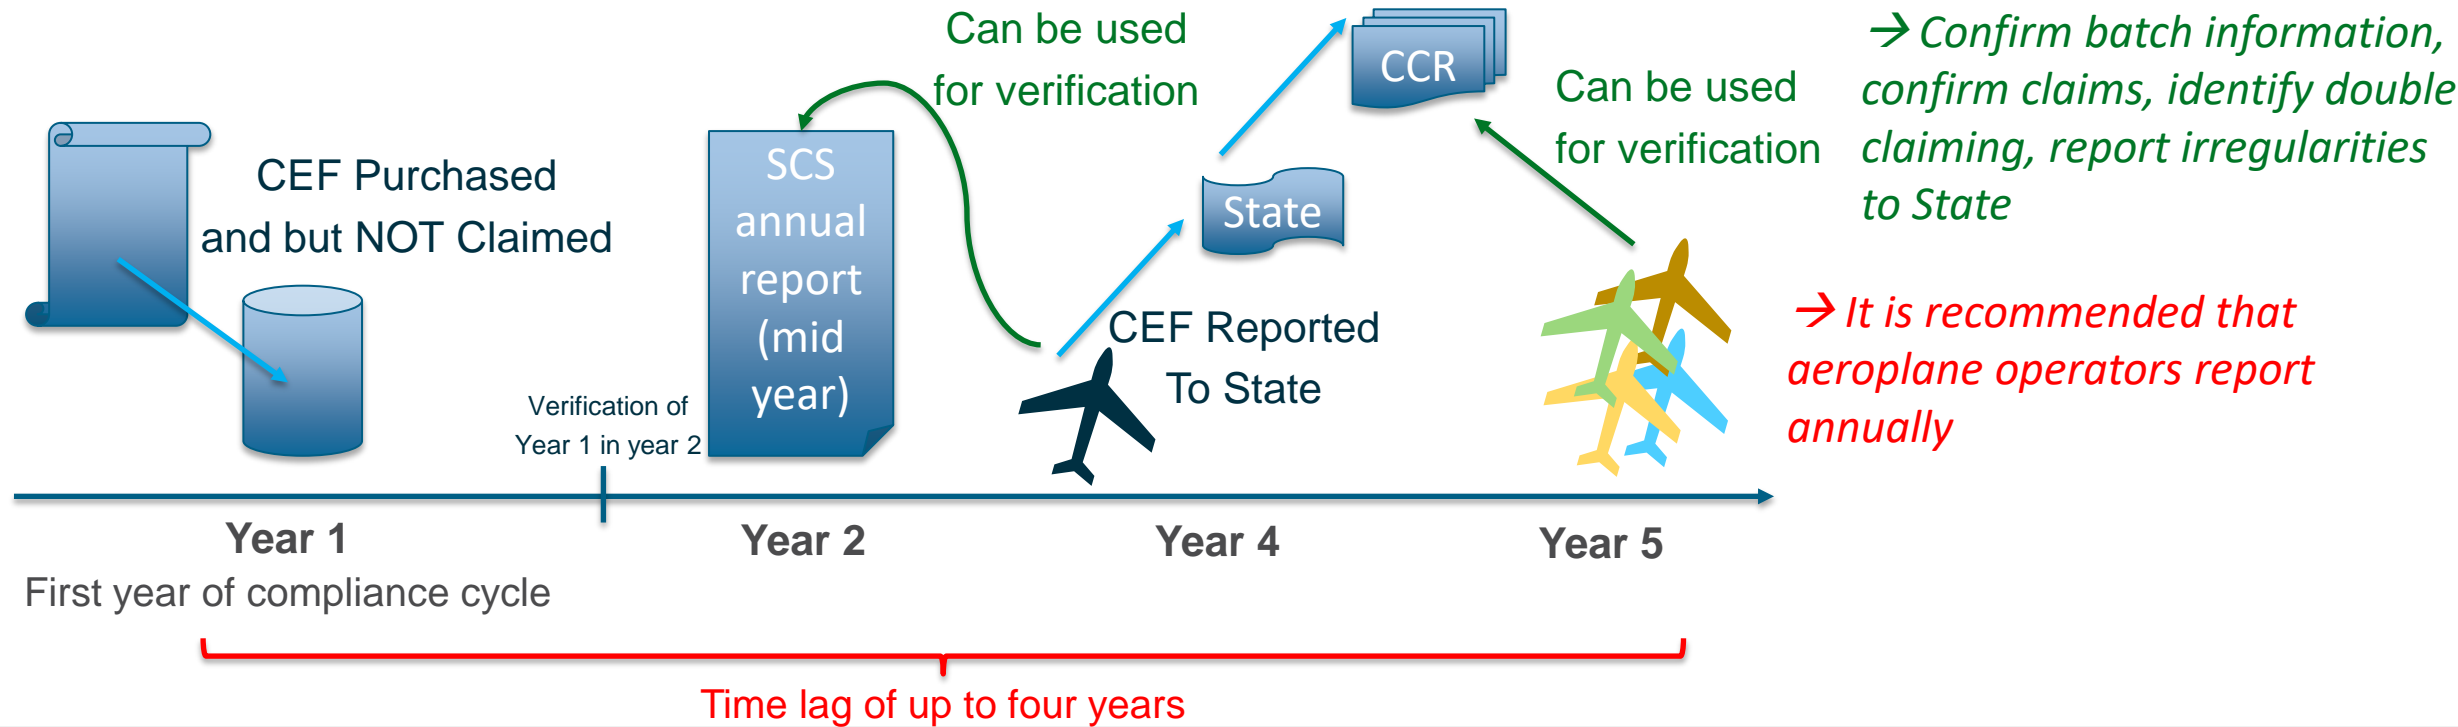 CEF Purchased
and but NOT Claimed
Verification of
Year 1 in year 2
SCS
annual
report
(mid
year)
Can be used
for verification
State
CEF Reported
To State
CCR
Can be used
for verification
→ Confirm batch information,
confirm claims, identify double
claiming, report irregularities
to State
→ It is recommended that
aeroplane operators report
annually
Year 1
Year 2
Year 4
Year 5
First year of compliance cycle
Time lag of up to four years